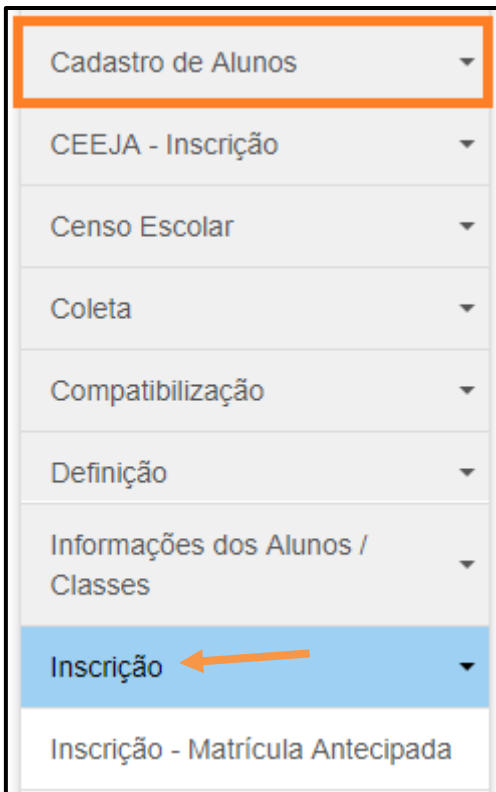 Cadastro de Alunos
CEEJA - Inscrição
Censo Escolar
Coleta
Compatibilização
Definição
Informações dos Alunos /
Classes
Inscrição
Inscrição - Matrícula Antecipada